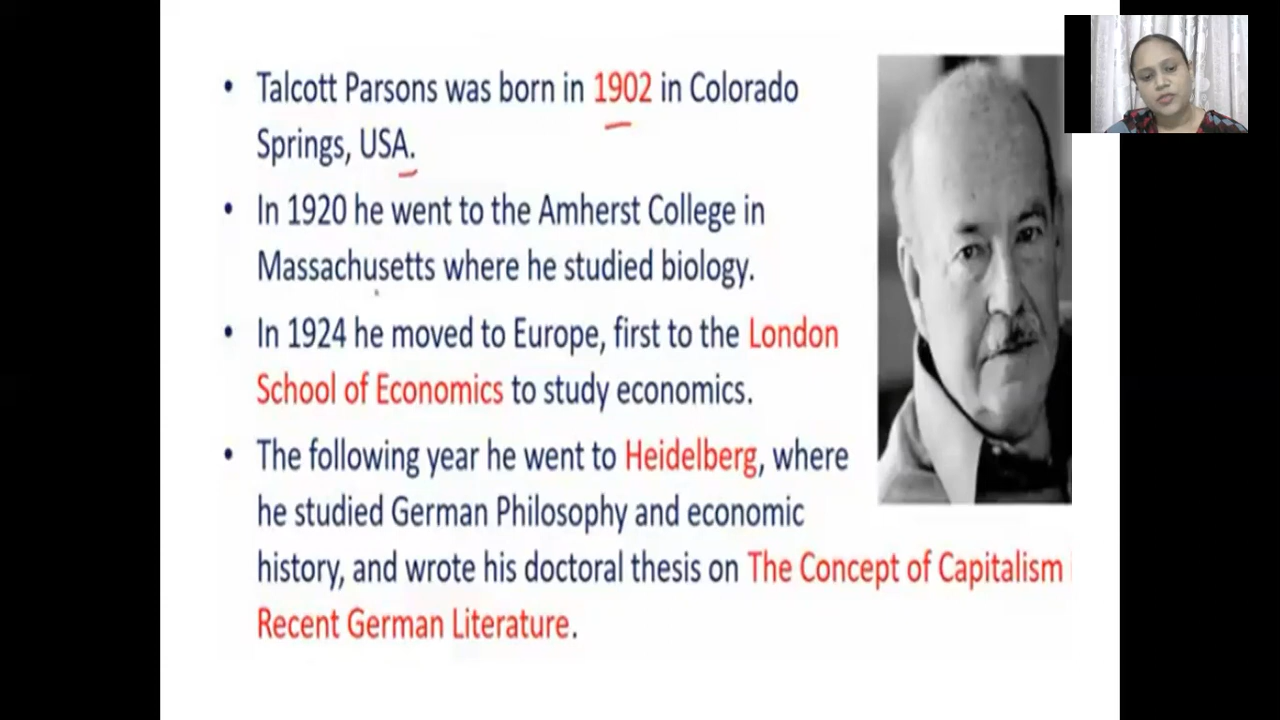 • Talcott Parsons was born in 1902 in Colorado
Springs, USA.
• In 1920 he went to the Amherst College in
Massachusetts where he studied biology.
• In 1924 he moved to Europe, first to the London
School of Economics to study economics.
• The following year he went to Heidelberg, where
he studied German Philosophy and economic
history, and wrote his doctoral thesis on The Concept of Capitalism
Recent German Literature.